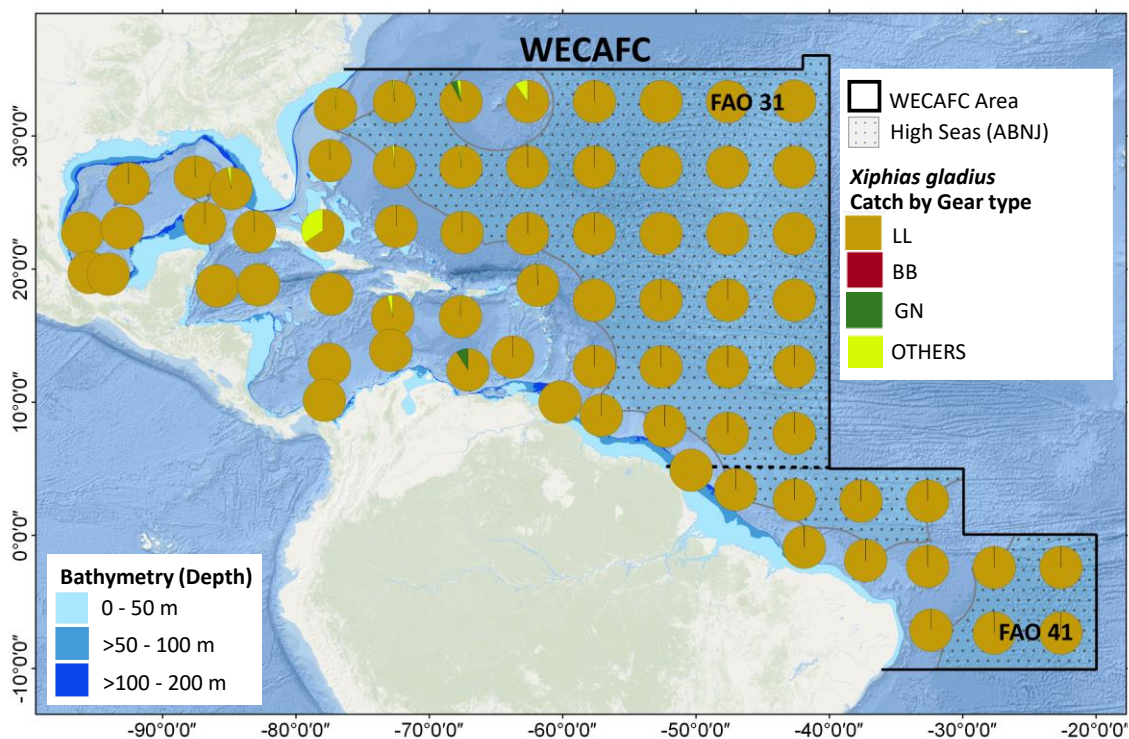 WECAFC
FAO 31
WECAFC Area
High Seas (ABNJ)
Xiphias gladius
Catch by Gear type
LL
BB
GN
OTHERS
30°0'0"
20°0'0"
10°0'0"
0°0'0"
-10°0'0"
FAO 41
Bathymetry (Depth)
0 - 50 m
>50 - 100 m
>100 - 200 m
-90°0'0" -80°0'0" -70°0'0" -60°0'0" -50°0'0" -40°0'0" -30°0'0" -20°0'0"